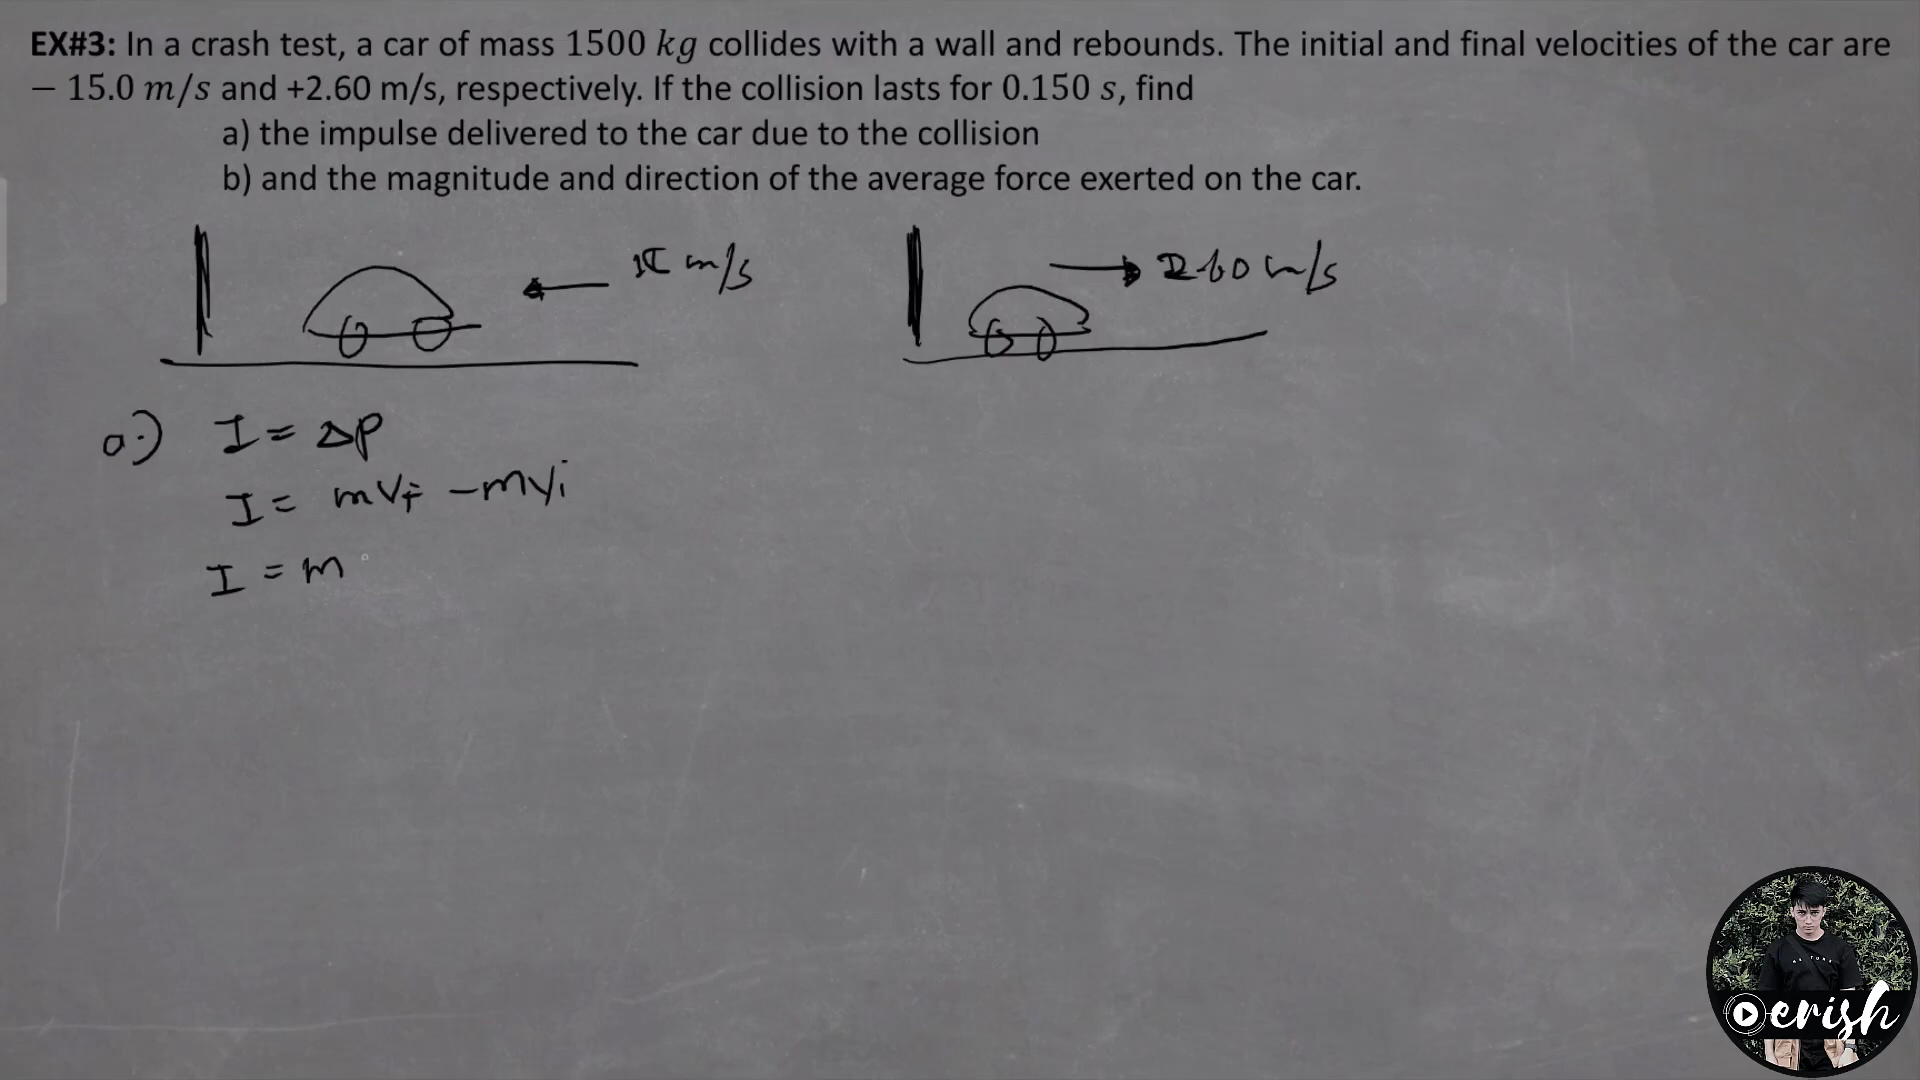 EX#3: In a crash test, a car of mass 1500 kg collides with a wall and rebounds. The initial and final velocities of the car are
− 15.0 m/s and +2.60 m/s, respectively. If the collision lasts for 0.150 s, find
a) the impulse delivered to the car due to the collision
b) and the magnitude and direction of the average force exerted on the car.
15 m/s
2.60 m/s
a.) I = ΔP
I = mVf - mVi
I = m
erish